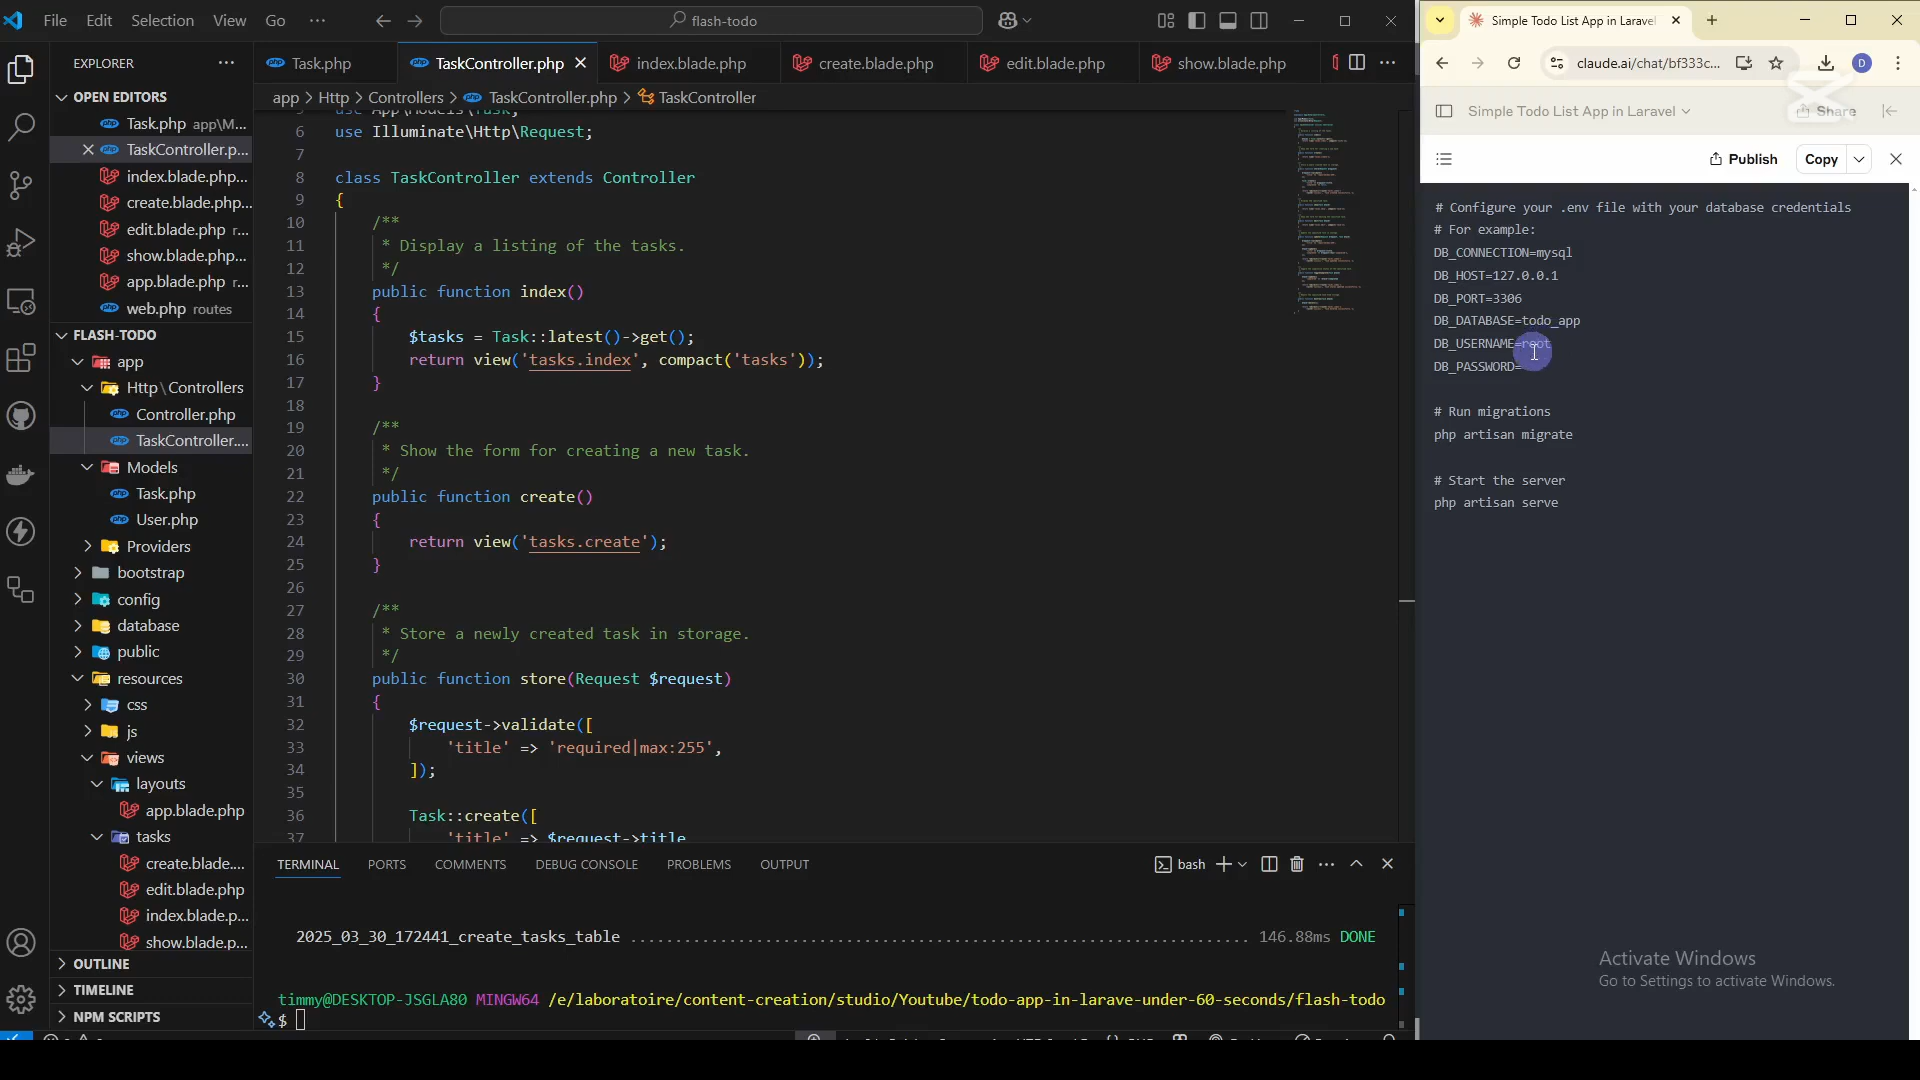 File Edit Selection View Go ...
flash-todo
EXPLORER
OPEN EDITORS
Task.php app\M...
TaskController.p...
index.blade.php...
create.blade.php...
edit.blade.php r...
show.blade.php...
app.blade.php r...
web.php routes
FLASH-TODO
app
Http\Controllers
Controller.php
TaskController....
Models
Task.php
User.php
Providers
bootstrap
config
database
public
resources
css
js
views
layouts
app.blade.php
tasks
create.blade....
edit.blade.php
index.blade.p...
show.blade.p...
OUTLINE
TIMELINE
NPM SCRIPTS
Task.php TaskController.php index.blade.php create.blade.php edit.blade.php show.blade.php
app > Http > Controllers > TaskController.php > TaskController
use App\Models\Task;
6 use Illuminate\Http\Request;
7
8 class TaskController extends Controller
9 {
10 /**
11 * Display a listing of the tasks.
12 */
13 public function index()
14 {
15 $tasks = Task::latest()->get();
16 return view('tasks.index', compact('tasks'));
17 }
18
19 /**
20 * Show the form for creating a new task.
21 */
22 public function create()
23 {
24 return view('tasks.create');
25 }
26
27 /**
28 * Store a newly created task in storage.
29 */
30 public function store(Request $request)
31 {
32 $request->validate([
33 'title' => 'required|max:255',
34 ]);
35
36 Task::create([
37 'title' => $request->title
TERMINAL PORTS COMMENTS DEBUG CONSOLE PROBLEMS OUTPUT
bash
2025_03_30_172441_create_tasks_table ........ 146.88ms DONE
timmy@DESKTOP-JSGLA80 MINGW64 /e/laboratoire/content-creation/studio/Youtube/todo-app-in-larave-under-60-seconds/flash-todo
$
Simple Todo List App in Laravel
claude.ai/chat/bf333c...
D
Simple Todo List App in Laravel
Share
Publish Copy
# Configure your .env file with your database credentials
# For example:
DB_CONNECTION=mysql
DB_HOST=127.0.0.1
DB_PORT=3306
DB_DATABASE=todo_app
DB_USERNAME=root
DB_PASSWORD=
# Run migrations
php artisan migrate
# Start the server
php artisan serve
Activate Windows
Go to Settings to activate Windows.